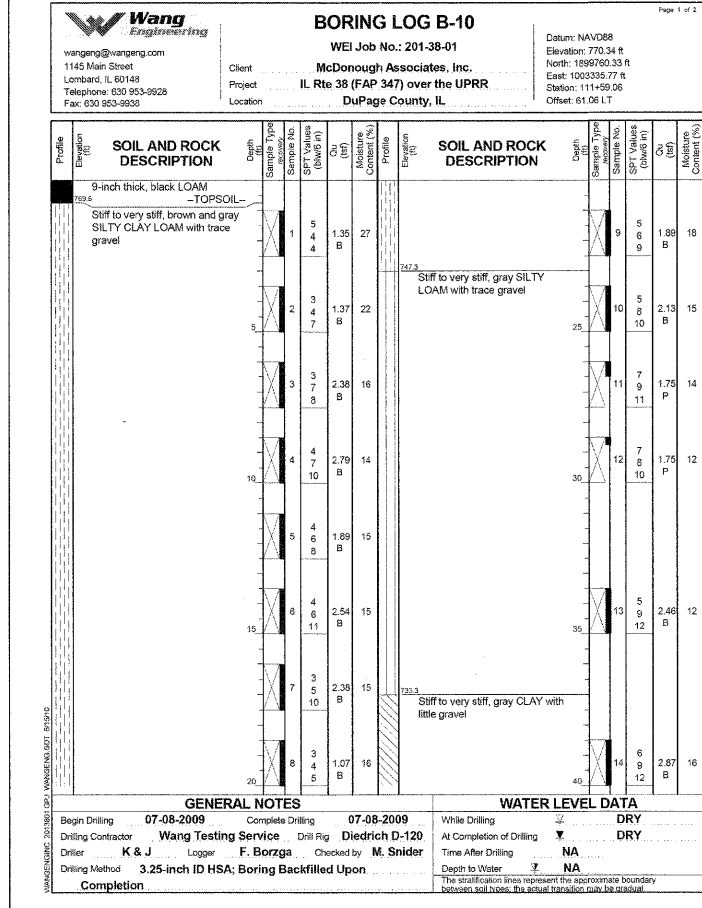 Page 1 of 2
Wang
Engineering
BORING LOG B-10
WEI Job No.: 201-38-01
wangeng@wangeng.com
1145 Main Street
Lombard, IL 60148
Telephone: 630 953-9928
Fax: 630 953-9938
Client McDonough Associates, Inc.
Project IL Rte 38 (FAP 347) over the UPRR
Location DuPage County, IL
Datum: NAVD88
Elevation: 770.34 ft
North: 1899760.33 ft
East: 1003335.77 ft
Station: 111+59.06
Offset: 61.06 LT
Profile
Elevation (ft)
SOIL AND ROCK DESCRIPTION
Depth (ft)
Sample Type recovery
Sample No.
SPT Values (blw/6 in)
Qu (tsf)
Moisture Content (%)
9-inch thick, black LOAM
769.6 --TOPSOIL--
Stiff to very stiff, brown and gray
SILTY CLAY LOAM with trace
gravel
1 5 4 4 1.35 B 27
2 3 4 7 1.37 B 22
5
3 3 7 8 2.38 B 16
4 4 7 10 2.79 B 14
10
5 4 6 8 1.89 B 15
6 4 6 11 2.54 B 15
15
7 3 5 10 2.38 B 15
8 3 4 5 1.07 B 16
20
Profile
Elevation (ft)
SOIL AND ROCK DESCRIPTION
Depth (ft)
Sample Type recovery
Sample No.
SPT Values (blw/6 in)
Qu (tsf)
Moisture Content (%)
9 5 6 9 1.89 B 18
747.3
Stiff to very stiff, gray SILTY
LOAM with trace gravel
10 5 8 10 2.13 B 15
25
11 7 9 11 1.75 P 14
12 7 8 10 1.75 P 12
30
13 5 9 12 2.46 B 12
35
733.3
Stiff to very stiff, gray CLAY with
little gravel
14 6 9 12 2.87 B 16
40
WANGENGINC 2013801.GPJ WANGENG.GDT 6/15/10
GENERAL NOTES
Begin Drilling 07-08-2009 Complete Drilling 07-08-2009
Drilling Contractor Wang Testing Service Drill Rig Diedrich D-120
Driller K & J Logger F. Borzga Checked by M. Snider
Drilling Method 3.25-inch ID HSA; Boring Backfilled Upon
Completion
WATER LEVEL DATA
While Drilling DRY
At Completion of Drilling DRY
Time After Drilling NA
Depth to Water NA
The stratification lines represent the approximate boundary
between soil types; the actual transition may be gradual.